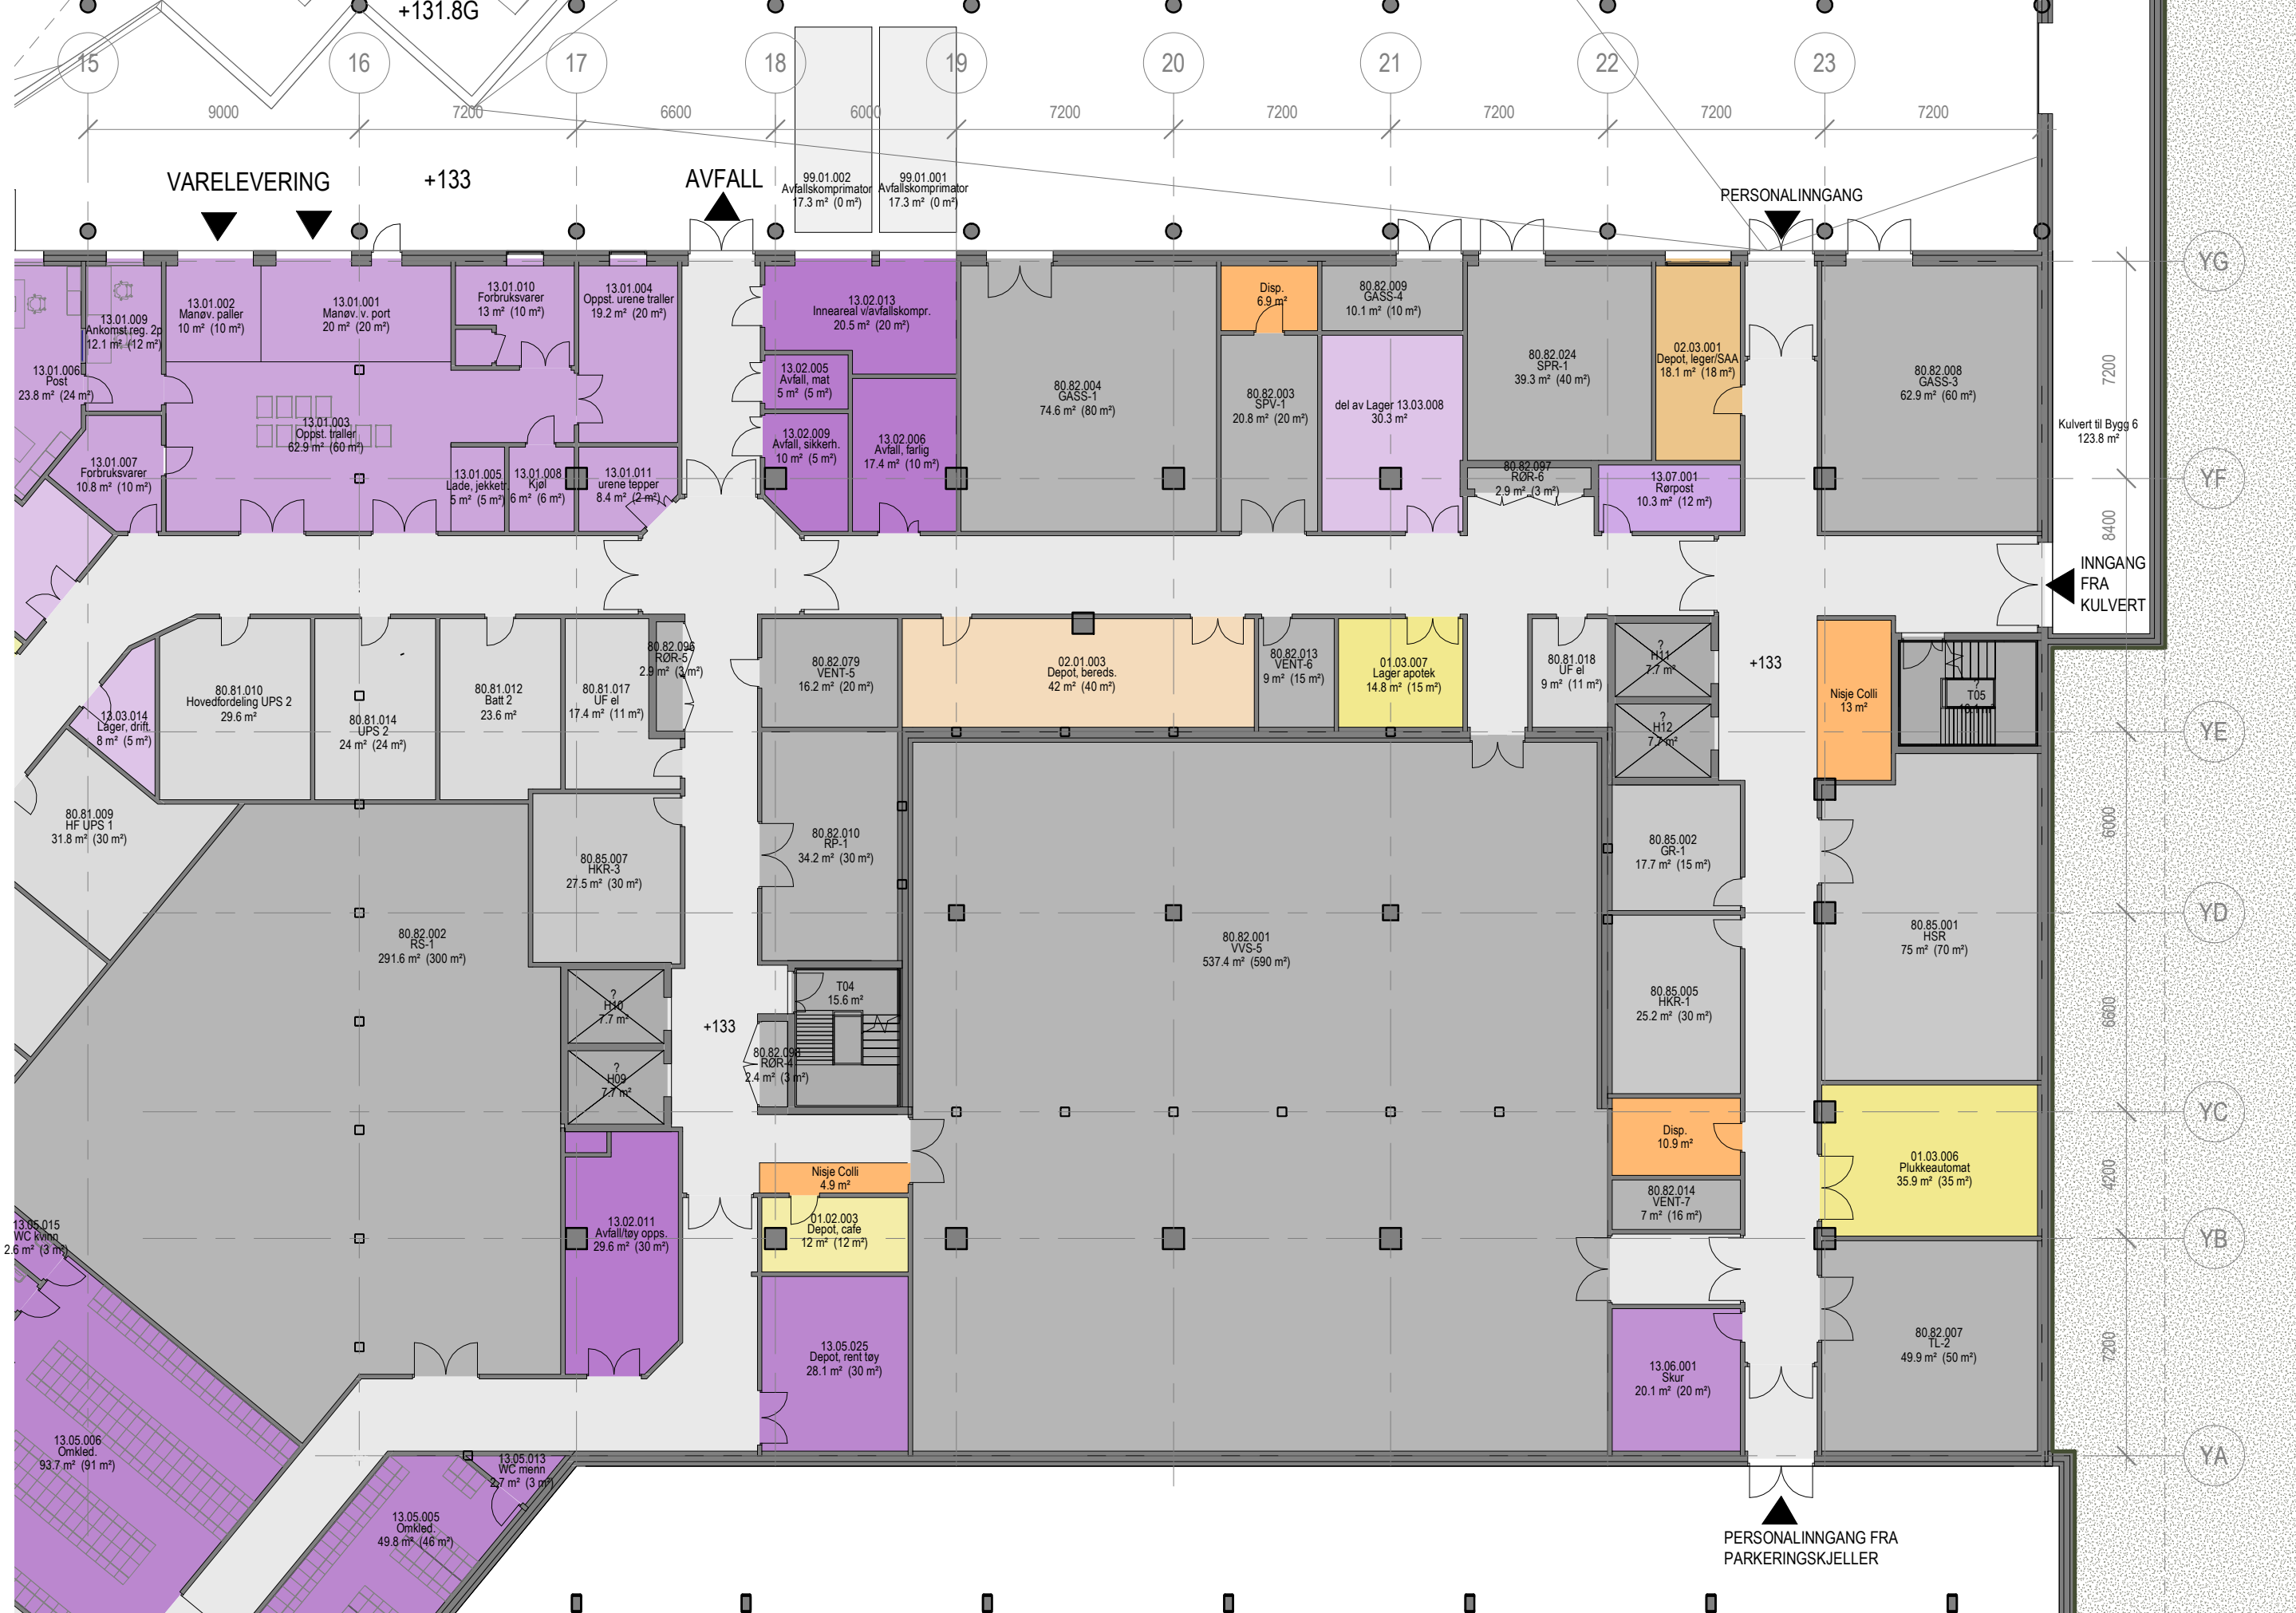 +131.8G
15
16
17
18
19
20
21
22
23
9000
7200
6600
6000
7200
7200
7200
7200
7200
VARELEVERING
+133
AVFALL
99.01.002
Avfallskomprimator
17.3 m² (0 m²)
99.01.001
Avfallskomprimator
17.3 m² (0 m²)
PERSONALINNGANG
YG
13.01.009
Ankomst reg. 2p
12.1 m² (12 m²)
13.01.002
Manøv. paller
10 m² (10 m²)
13.01.001
Manøv. v. port
20 m² (20 m²)
13.01.010
Forbruksvarer
13 m² (10 m²)
13.01.004
Oppst. urene traller
19.2 m² (20 m²)
13.02.013
Inneareal v/avfallskompr.
20.5 m² (20 m²)
Disp.
6.9 m²
80.82.009
GASS-4
10.1 m² (10 m²)
80.82.024
SPR-1
39.3 m² (40 m²)
02.03.001
Depot, leger/SAA
18.1 m² (18 m²)
80.82.008
GASS-3
62.9 m² (60 m²)
7200
13.01.006
Post
23.8 m² (24 m²)
13.02.005
Avfall, mat
5 m² (5 m²)
80.82.004
GASS-1
74.6 m² (80 m²)
80.82.003
SPV-1
20.8 m² (20 m²)
del av Lager 13.03.008
30.3 m²
Kulvert til Bygg 6
123.8 m²
13.01.003
Oppst. traller
62.9 m² (60 m²)
13.02.009
Avfall, sikkerh.
10 m² (5 m²)
13.02.006
Avfall, farlig
17.4 m² (10 m²)
13.01.007
Forbruksvarer
10.8 m² (10 m²)
13.01.005
Lade, jekketr.
5 m² (5 m²)
13.01.008
Kjøl
6 m² (6 m²)
13.01.011
urene tepper
8.4 m² (2 m²)
80.82.097
RØR-6
2.9 m² (3 m²)
13.07.001
Rørpost
10.3 m² (12 m²)
YF
8400
INNGANG
FRA
KULVERT
80.82.096
RØR-5
2.9 m² (3 m²)
80.82.079
VENT-5
16.2 m² (20 m²)
02.01.003
Depot, bereds.
42 m² (40 m²)
80.82.013
VENT-6
9 m² (15 m²)
01.03.007
Lager apotek
14.8 m² (15 m²)
80.81.018
UF el
9 m² (11 m²)
?
H11
7.7 m²
+133
Nisje Colli
13 m²
?
T05
80.81.010
Hovedfordeling UPS 2
29.6 m²
80.81.014
UPS 2
24 m² (24 m²)
80.81.012
Batt 2
23.6 m²
80.81.017
UF el
17.4 m² (11 m²)
13.03.014
Lager, drift.
8 m² (5 m²)
?
H12
7.7 m²
YE
80.81.009
HF UPS 1
31.8 m² (30 m²)
80.85.007
HKR-3
27.5 m² (30 m²)
80.82.010
RP-1
34.2 m² (30 m²)
80.85.002
GR-1
17.7 m² (15 m²)
6000
80.82.002
RS-1
291.6 m² (300 m²)
80.82.001
VVS-5
537.4 m² (590 m²)
80.85.001
HSR
75 m² (70 m²)
YD
?
H10
7.7 m²
+133
T04
15.6 m²
80.85.005
HKR-1
25.2 m² (30 m²)
6600
?
H09
7.7 m²
80.82.098
RØR-4
2.4 m² (3 m²)
YC
Disp.
10.9 m²
Nisje Colli
4.9 m²
01.03.006
Plukkeautomat
35.9 m² (35 m²)
4200
80.82.014
VENT-7
7 m² (16 m²)
13.05.015
WC kvinn
2.6 m² (3 m²)
13.02.011
Avfall/tøy opps.
29.6 m² (30 m²)
01.02.003
Depot, cafe
12 m² (12 m²)
YB
13.05.025
Depot, rent tøy
28.1 m² (30 m²)
13.06.001
Skur
20.1 m² (20 m²)
80.82.007
TL-2
49.9 m² (50 m²)
7200
13.05.006
Omkled.
93.7 m² (91 m²)
13.05.013
WC menn
2.7 m² (3 m²)
YA
13.05.005
Omkled.
49.8 m² (46 m²)
PERSONALINNGANG FRA
PARKERINGSKJELLER